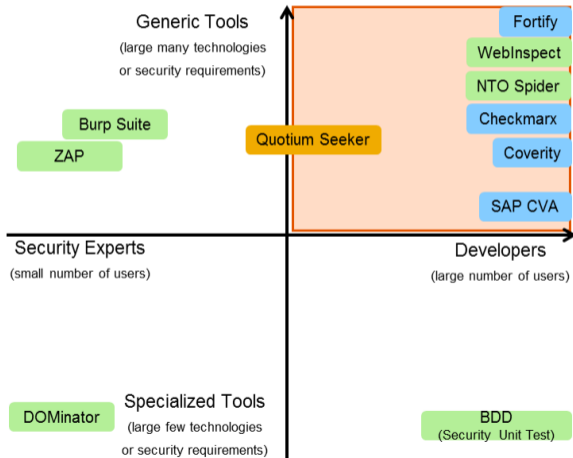 Generic Tools
(large many technologies
or security requirements)
Fortify
WebInspect
NTO Spider
Checkmarx
Coverity
SAP CVA
Burp Suite
ZAP
Quotium Seeker
Security Experts
(small number of users)
Developers
(large number of users)
DOMinator
Specialized Tools
(large few technologies
or security requirements)
BDD
(Security Unit Test)